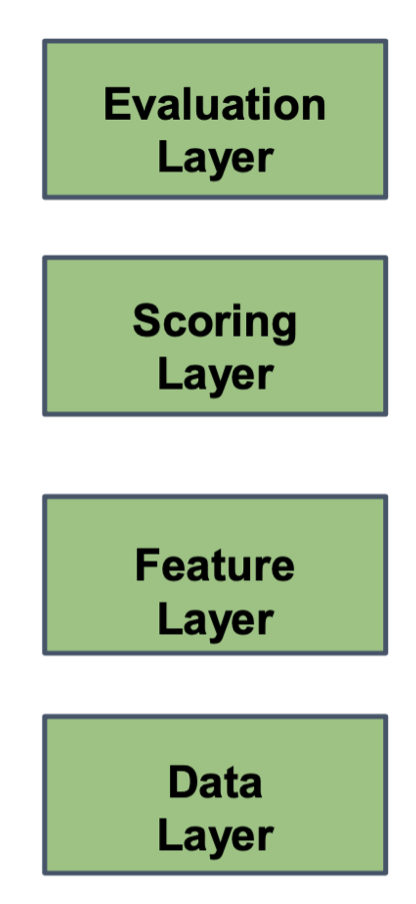 Evaluation
Layer
Scoring
Layer
Feature
Layer
Data
Layer